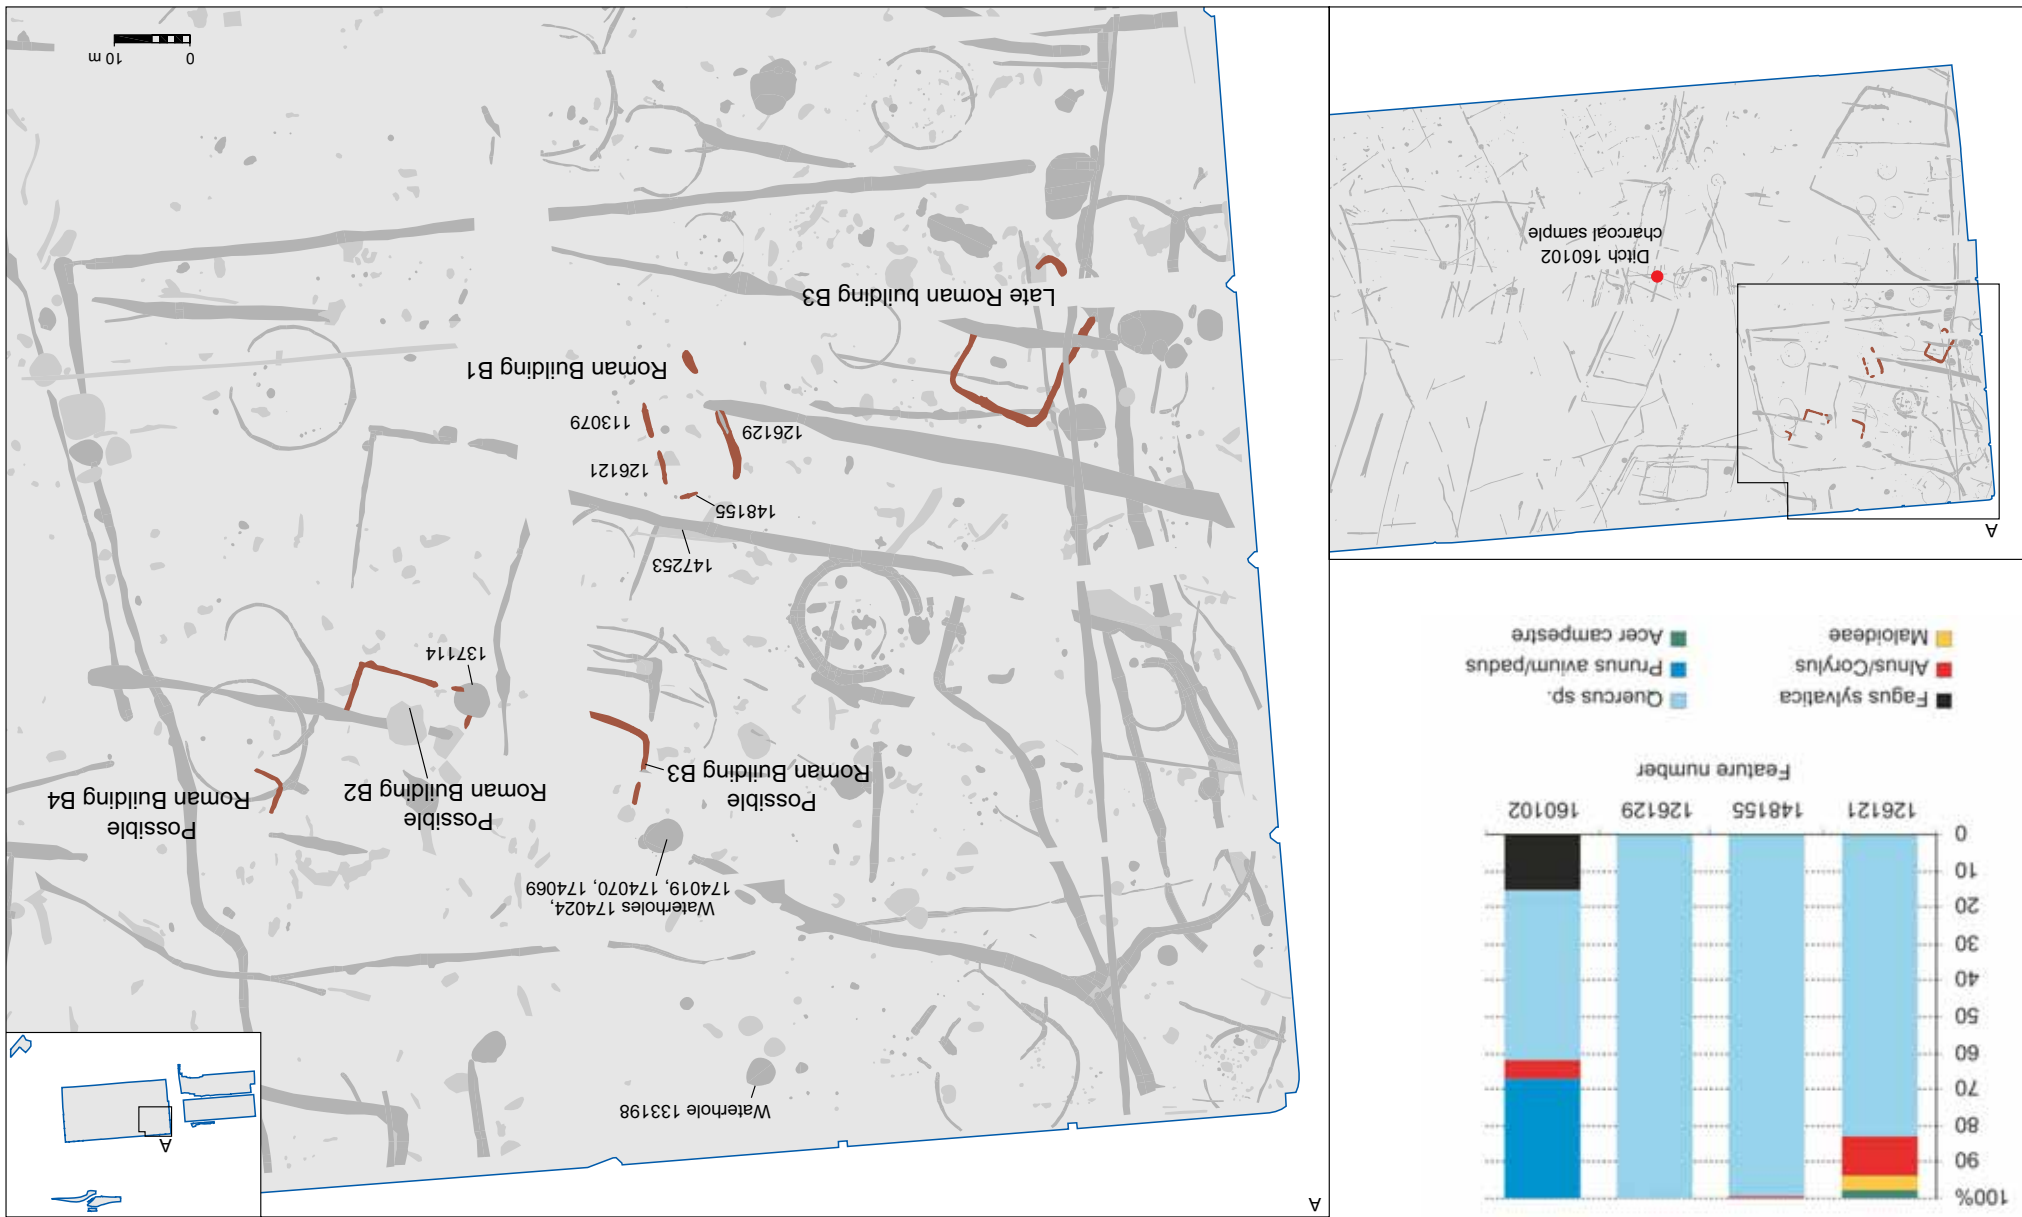 A
Waterhole 133198
Waterholes 174024,
174019, 174070, 174069
Possible
Roman Building B3
Possible
Roman Building B2
Possible
Roman Building B4
137114
147253
148155
126121
126129
113079
Roman Building B1
Late Roman building B3
0
10 m
A
A
Ditch 160102
charcoal sample
100%
90
80
70
60
50
40
30
20
10
0
126121
148155
126129
160102
Feature number
Fagus sylvatica
Alnus/Corylus
Maloideae
Quercus sp.
Prunus avium/padus
Acer campestre